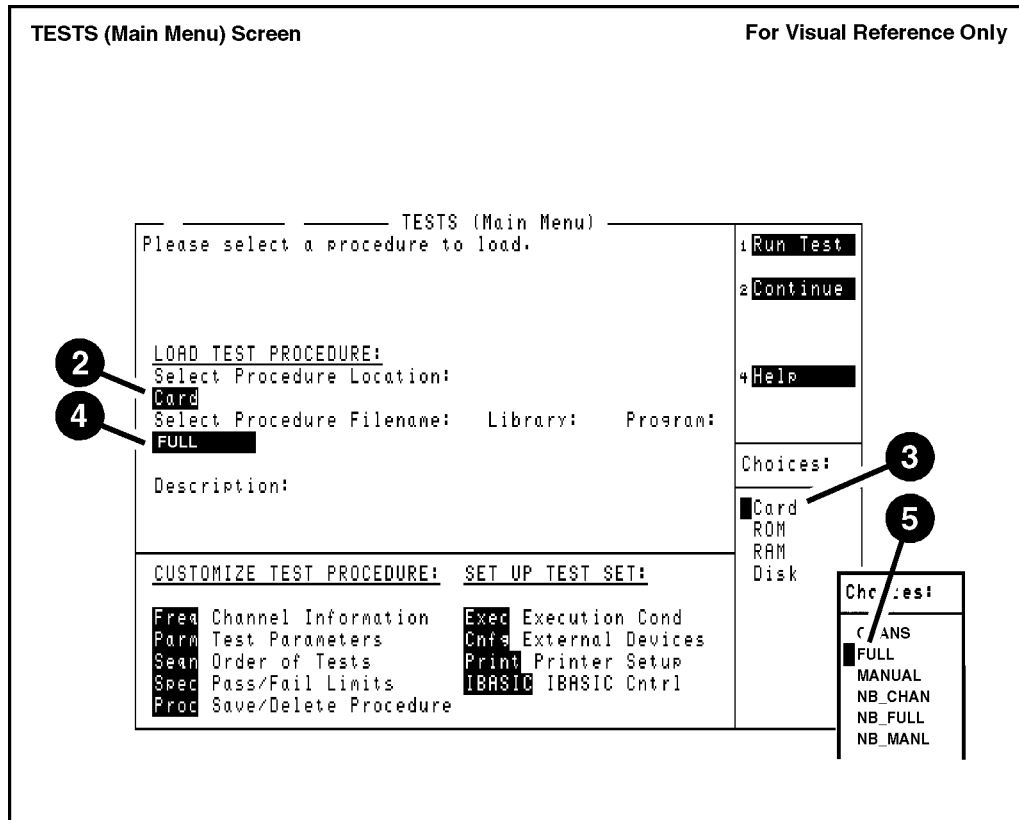 TESTS (Main Menu) Screen
For Visual Reference Only
TESTS (Main Menu)
Please select a procedure to load.
1 Run Test
2 Continue
4 Help
LOAD TEST PROCEDURE:
2
Select Procedure Location:
Card
4
Select Procedure Filename: Library: Program:
FULL
Description:
Choices:
3
Card
ROM
RAM
Disk
5
Choices:
FULL
MANUAL
NB_CHAN
NB_FULL
NB_MANL
CUSTOMIZE TEST PROCEDURE: SET UP TEST SET:
Freq Channel Information Exec Execution Cond
Parm Test Parameters Cnfg External Devices
Seqn Order of Tests Print Printer Setup
Spec Pass/Fail Limits IBASIC IBASIC Cntrl
Proc Save/Delete Procedure